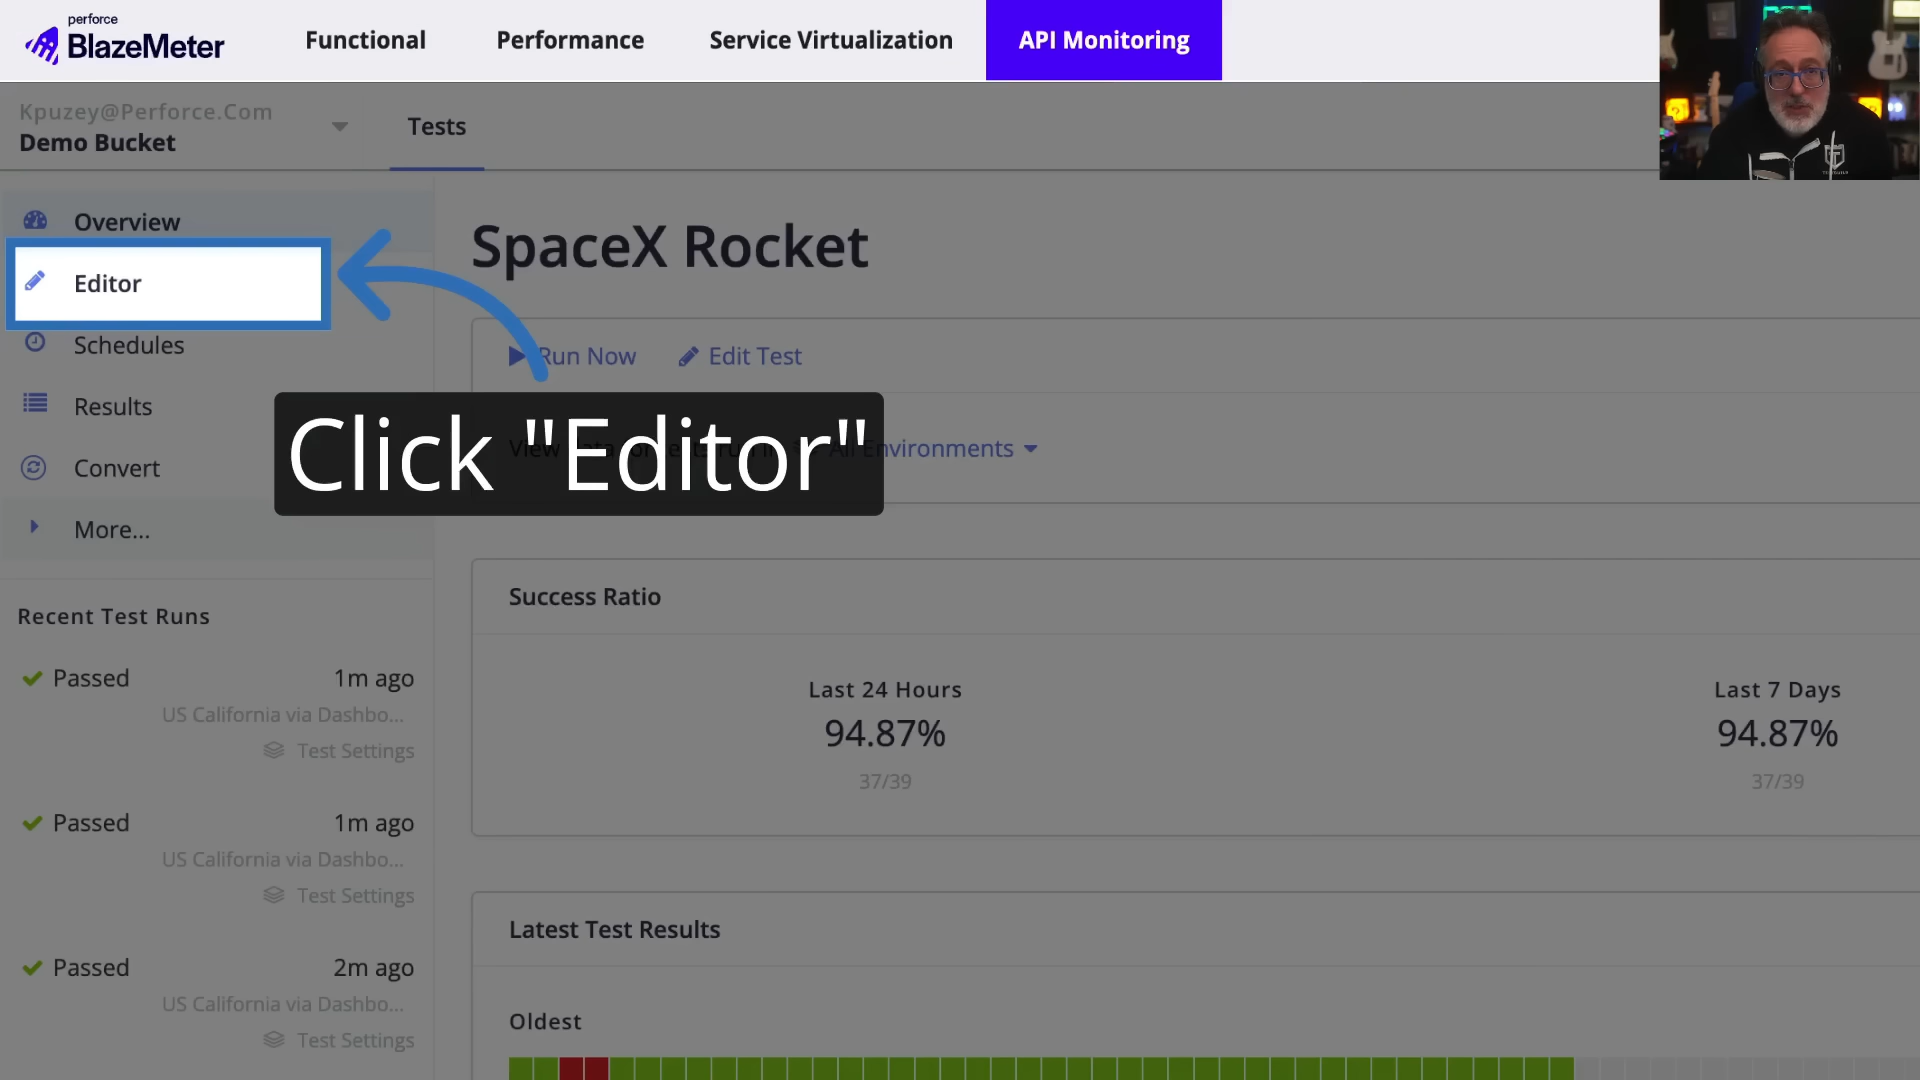 perforce
BlazeMeter
Functional
Performance
Service Virtualization
API Monitoring
Kpuzey@Perforce.Com
Demo Bucket
Tests
Overview
Editor
Schedules
Results
Convert
More...
SpaceX Rocket
Run Now
Edit Test
Click "Editor"
All Environments
Success Ratio
Last 24 Hours
94.87%
37/39
Last 7 Days
94.87%
37/39
Recent Test Runs
Passed 1m ago
US California via Dashbo...
Test Settings
Passed 1m ago
US California via Dashbo...
Test Settings
Passed 2m ago
US California via Dashbo...
Test Settings
Latest Test Results
Oldest